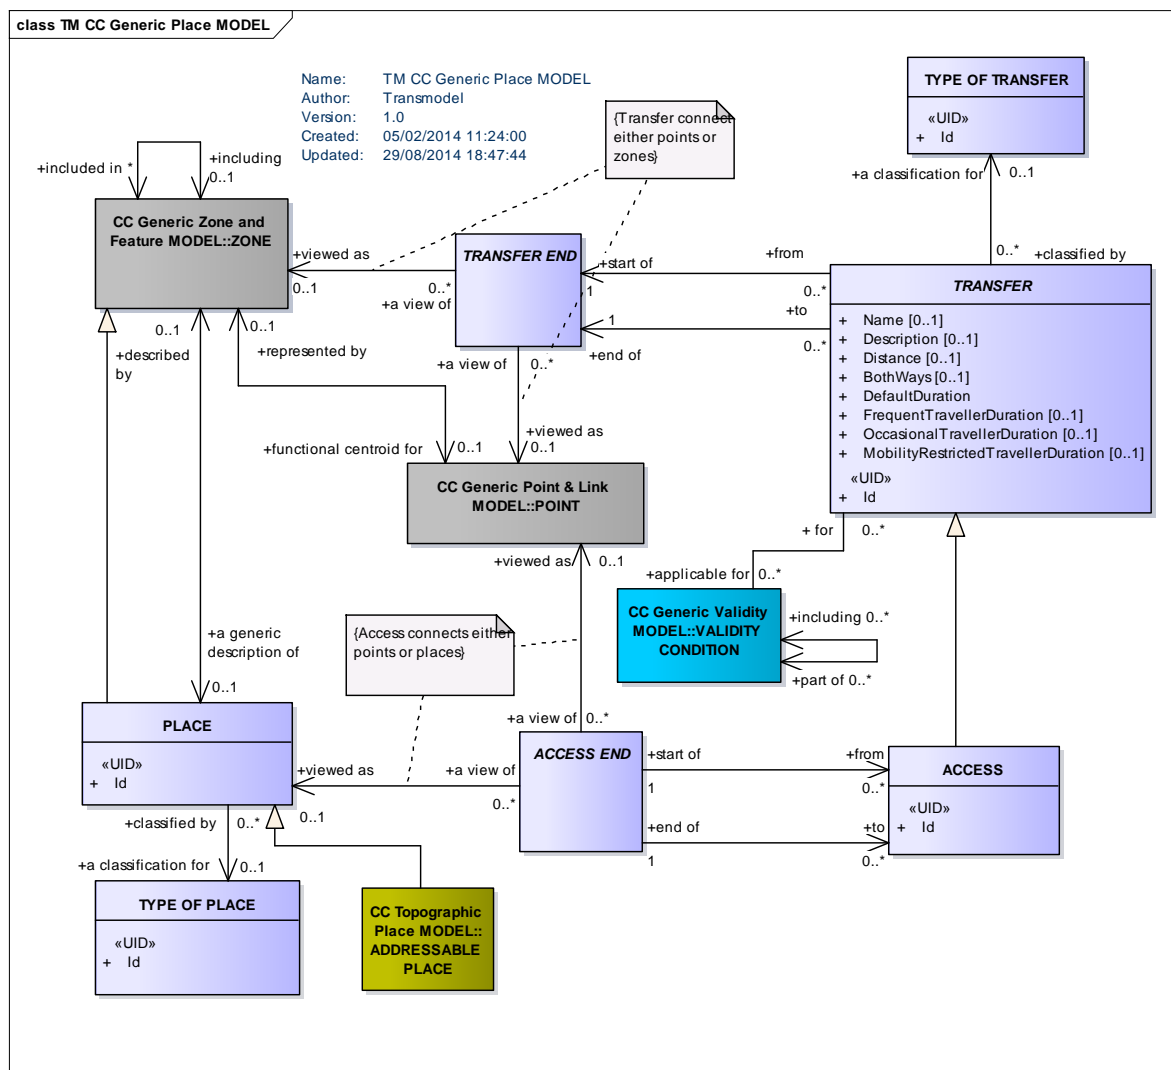 class TM CC Generic Place MODEL
Name: TM CC Generic Place MODEL
Author: Transmodel
Version: 1.0
Created: 05/02/2014 11:24:00
Updated: 29/08/2014 18:47:44
{Transfer connect
either points or
zones}
TYPE OF TRANSFER
«UID»
+ Id
+a classification for
0..1
0..*
+classified by
+included in *
+including
0..1
CC Generic Zone and
Feature MODEL::ZONE
+viewed as
0..1
0..*
+a view of
TRANSFER END
+start of
1
+from
0..*
1
+end of
+to
0..*
TRANSFER
+ Name [0..1]
+ Description [0..1]
+ Distance [0..1]
+ BothWays [0..1]
+ DefaultDuration
+ FrequentTravellerDuration [0..1]
+ OccasionalTravellerDuration [0..1]
+ MobilityRestrictedTravellerDuration [0..1]
«UID»
+ Id
0..1
+described
by
0..1
+represented by
+a view of
0..*
+functional centroid for
0..1
+viewed as
0..1
CC Generic Point & Link
MODEL::POINT
+viewed as
0..1
+ for
0..*
+applicable for
0..*
CC Generic Validity
MODEL::VALIDITY
CONDITION
+including 0..*
+part of 0..*
{Access connects either
points or places}
+a generic
description of
0..1
PLACE
«UID»
+ Id
+viewed as
0..1
+a view of
0..*
+a view of
0..*
ACCESS END
+start of
1
+from
0..*
+end of
1
+to
0..*
ACCESS
«UID»
+ Id
+classified by
0..*
+a classification for
0..1
TYPE OF PLACE
«UID»
+ Id
CC Topographic
Place MODEL::
ADDRESSABLE
PLACE